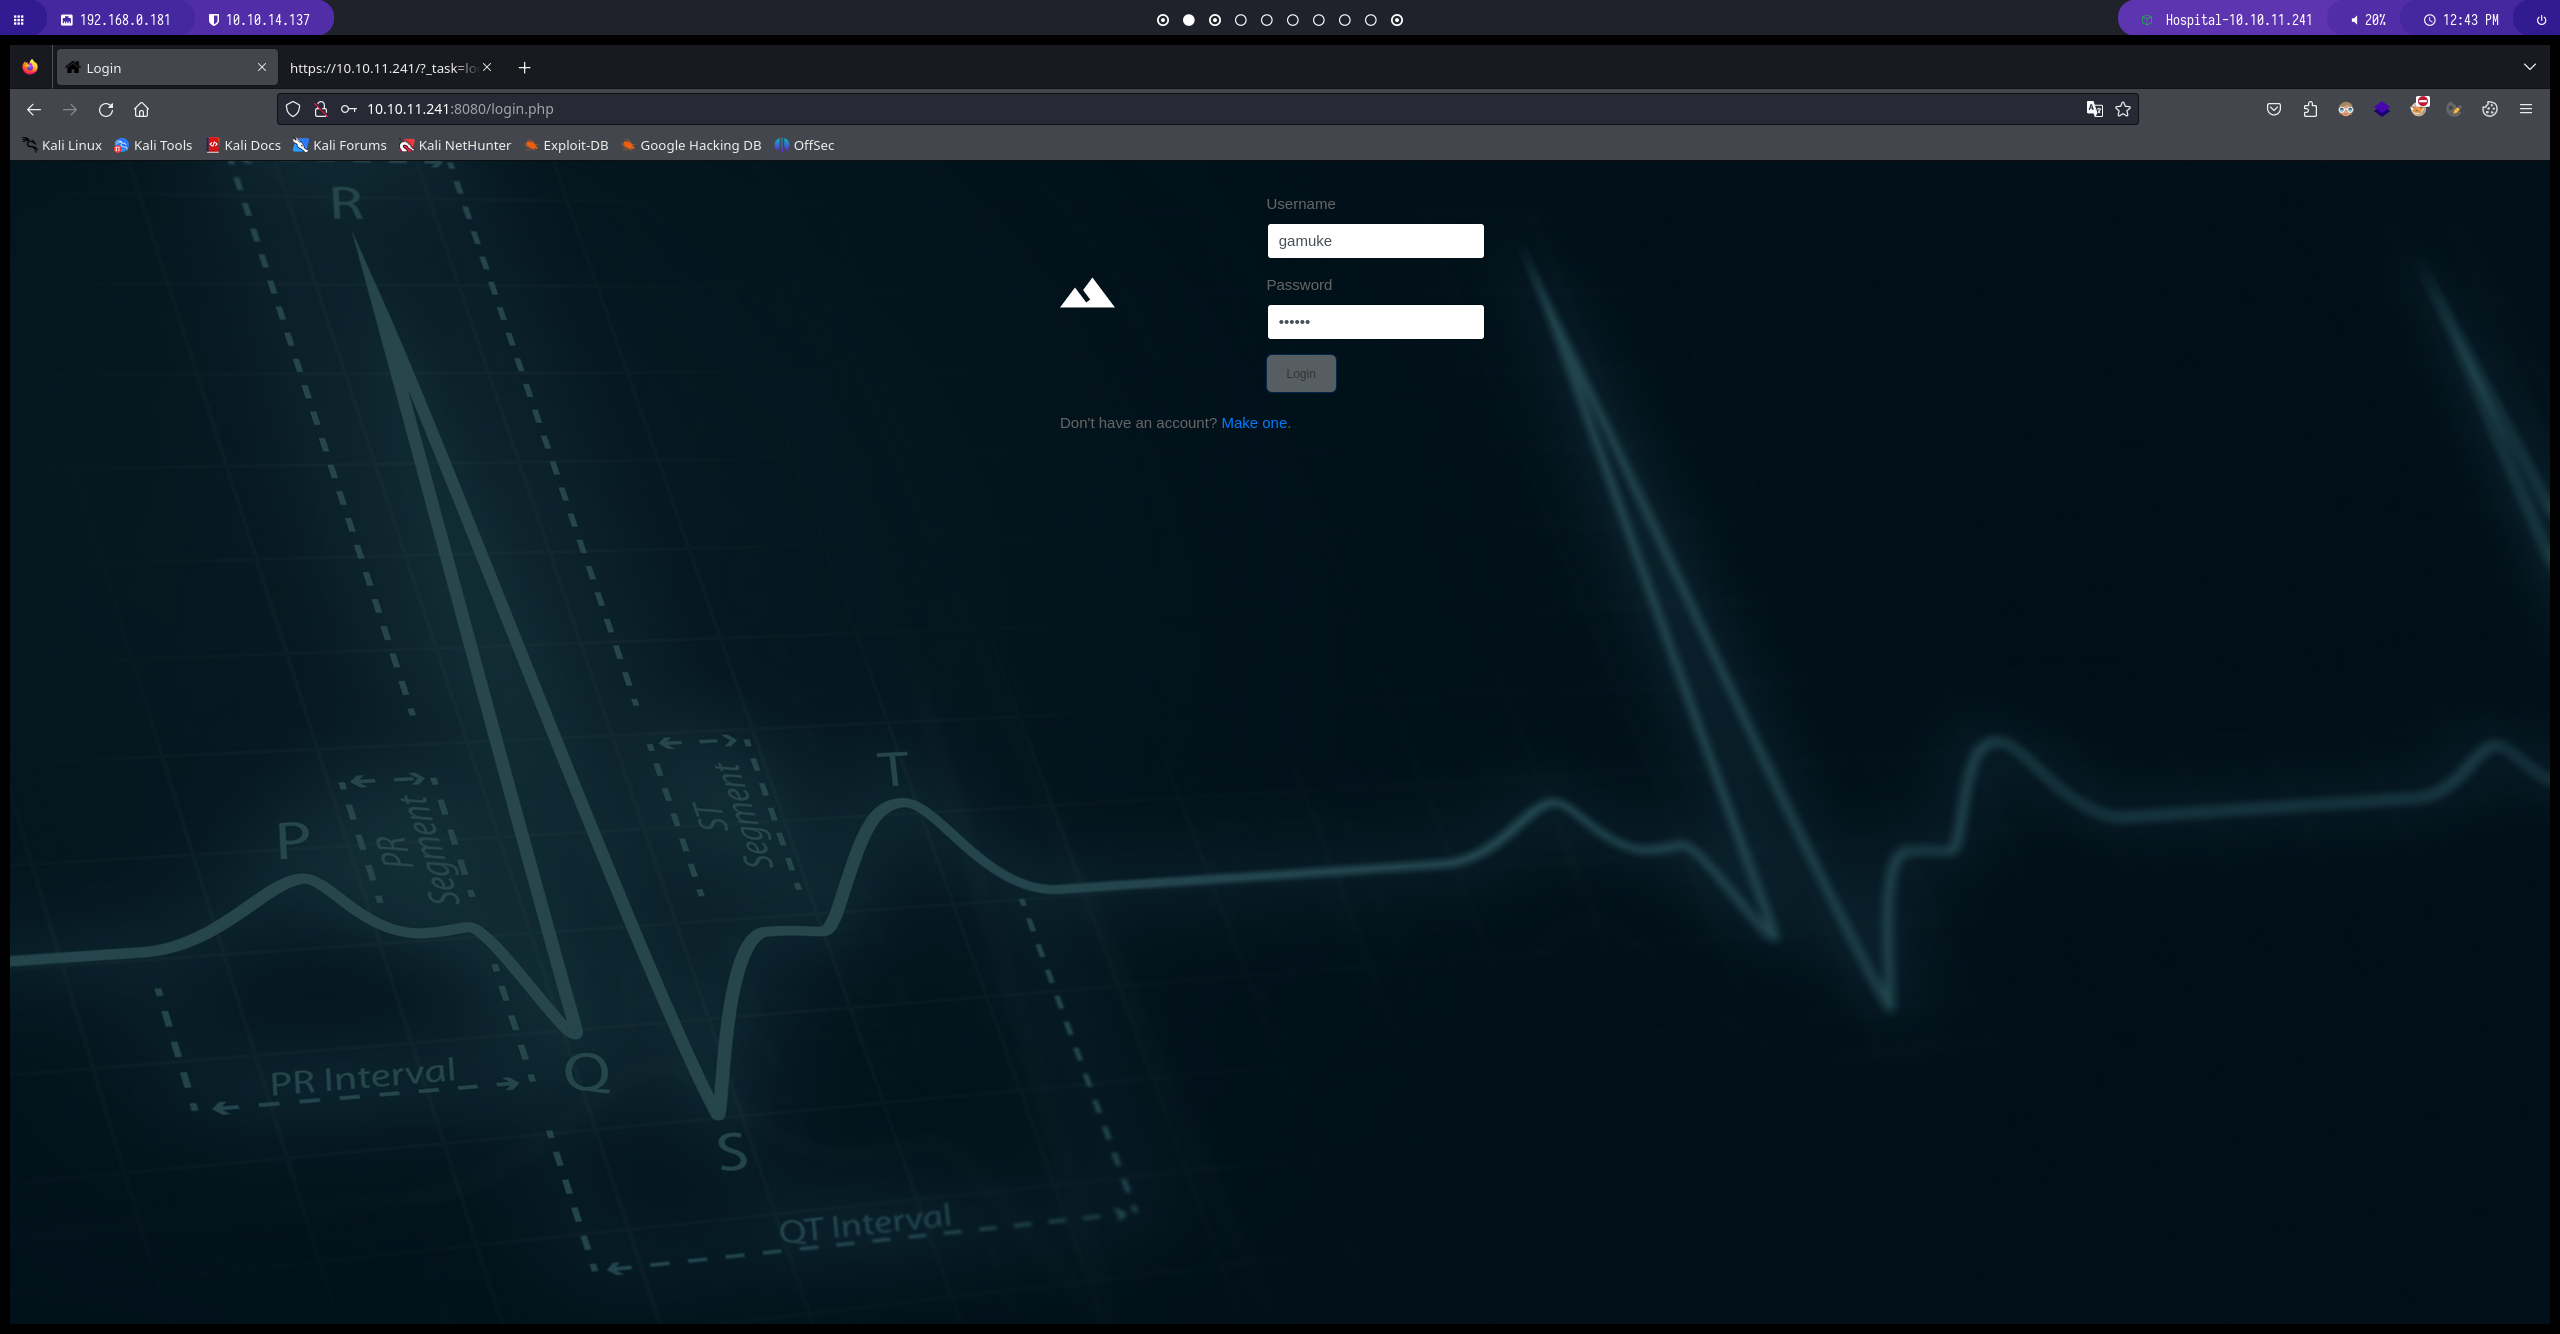 192.168.0.181 10.10.14.137 Hospital-10.10.11.241 20% 12:43 PM
Login https://10.10.11.241/?_task=lo
10.10.11.241:8080/login.php
Kali Linux Kali Tools Kali Docs Kali Forums Kali NetHunter Exploit-DB Google Hacking DB OffSec
Username
gamuke
Password
••••••
Login
Don't have an account? Make one.
R
P
PR
Segment
ST
Segment
T
PR Interval
Q
S
QT Interval